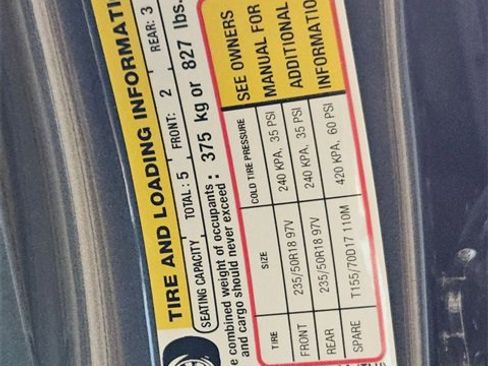 TIRE AND LOADING INFORMATI
SEATING CAPACITY TOTAL : 5 FRONT: 2 REAR: 3
e combined weight of occupants : 375 kg or 827 lbs.
and cargo should never exceed
TIRE SIZE COLD TIRE PRESSURE
FRONT 235/50R18 97V 240 KPA, 35 PSI
REAR 235/50R18 97V 240 KPA, 35 PSI
SPARE T155/70D17 110M 420 KPA, 60 PSI
SEE OWNERS
MANUAL FOR
ADDITIONAL
INFORMATION